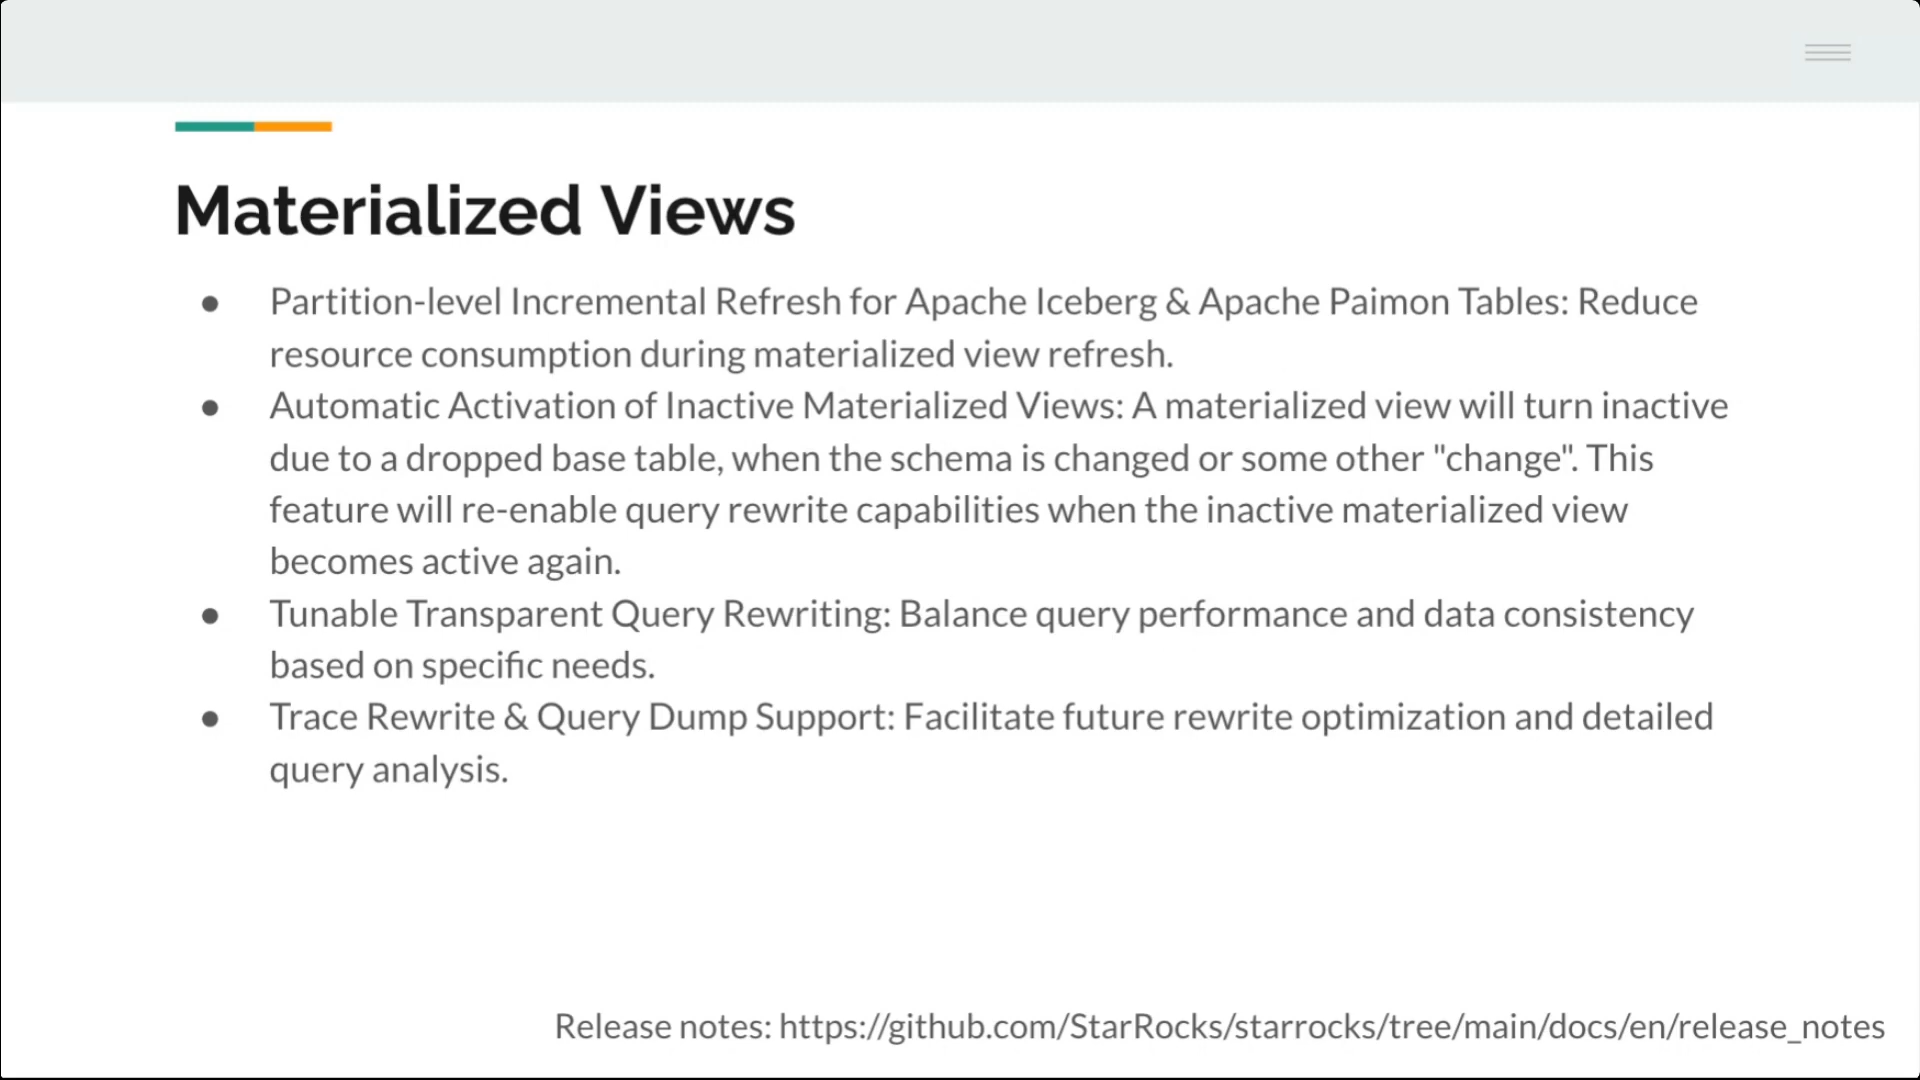 Materialized Views
● Partition-level Incremental Refresh for Apache Iceberg & Apache Paimon Tables: Reduce
resource consumption during materialized view refresh.
● Automatic Activation of Inactive Materialized Views: A materialized view will turn inactive
due to a dropped base table, when the schema is changed or some other "change". This
feature will re-enable query rewrite capabilities when the inactive materialized view
becomes active again.
● Tunable Transparent Query Rewriting: Balance query performance and data consistency
based on specific needs.
● Trace Rewrite & Query Dump Support: Facilitate future rewrite optimization and detailed
query analysis.
Release notes: https://github.com/StarRocks/starrocks/tree/main/docs/en/release_notes